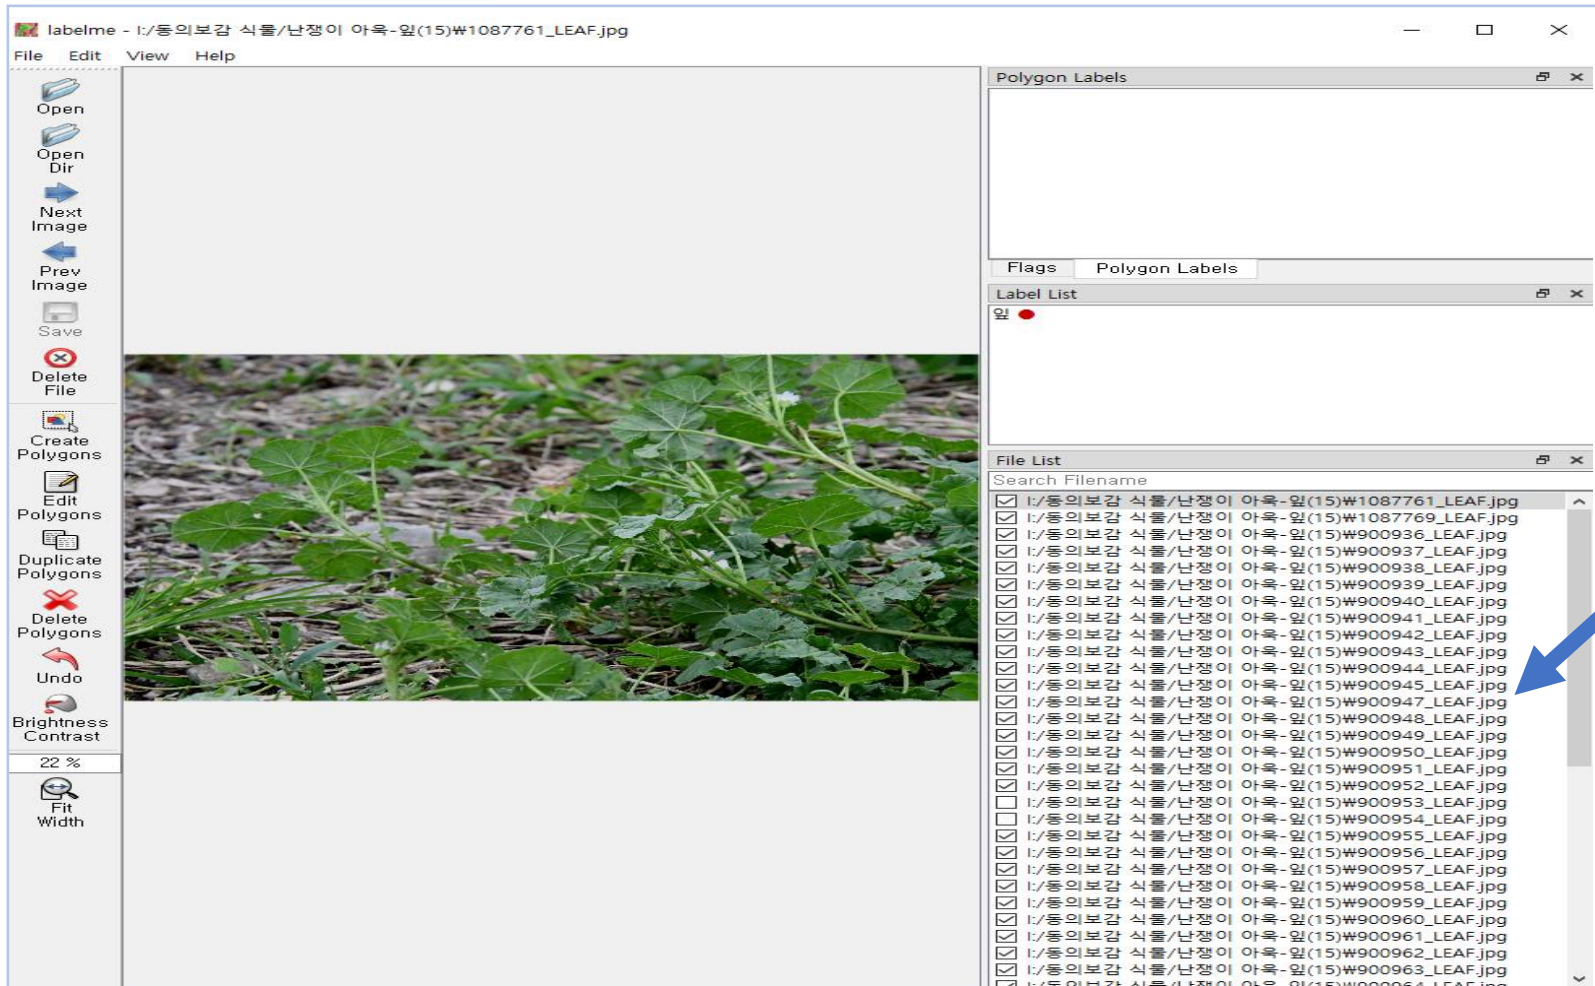 labelme - I:/동의보감 식물/난쟁이 아욱-잎(15)₩1087761_LEAF.jpg
File Edit View Help
Open
Open
Dir
Next
Image
Prev
Image
Save
Delete
File
Create
Polygons
Edit
Polygons
Duplicate
Polygons
Delete
Polygons
Undo
Brightness
Contrast
22 %
Fit
Width
Polygon Labels
Flags Polygon Labels
Label List
잎
File List
Search Filename
I:/동의보감 식물/난쟁이 아욱-잎(15)₩1087761_LEAF.jpg
I:/동의보감 식물/난쟁이 아욱-잎(15)₩1087769_LEAF.jpg
I:/동의보감 식물/난쟁이 아욱-잎(15)₩900936_LEAF.jpg
I:/동의보감 식물/난쟁이 아욱-잎(15)₩900937_LEAF.jpg
I:/동의보감 식물/난쟁이 아욱-잎(15)₩900938_LEAF.jpg
I:/동의보감 식물/난쟁이 아욱-잎(15)₩900939_LEAF.jpg
I:/동의보감 식물/난쟁이 아욱-잎(15)₩900940_LEAF.jpg
I:/동의보감 식물/난쟁이 아욱-잎(15)₩900941_LEAF.jpg
I:/동의보감 식물/난쟁이 아욱-잎(15)₩900942_LEAF.jpg
I:/동의보감 식물/난쟁이 아욱-잎(15)₩900943_LEAF.jpg
I:/동의보감 식물/난쟁이 아욱-잎(15)₩900944_LEAF.jpg
I:/동의보감 식물/난쟁이 아욱-잎(15)₩900945_LEAF.jpg
I:/동의보감 식물/난쟁이 아욱-잎(15)₩900947_LEAF.jpg
I:/동의보감 식물/난쟁이 아욱-잎(15)₩900948_LEAF.jpg
I:/동의보감 식물/난쟁이 아욱-잎(15)₩900949_LEAF.jpg
I:/동의보감 식물/난쟁이 아욱-잎(15)₩900950_LEAF.jpg
I:/동의보감 식물/난쟁이 아욱-잎(15)₩900951_LEAF.jpg
I:/동의보감 식물/난쟁이 아욱-잎(15)₩900952_LEAF.jpg
I:/동의보감 식물/난쟁이 아욱-잎(15)₩900953_LEAF.jpg
I:/동의보감 식물/난쟁이 아욱-잎(15)₩900954_LEAF.jpg
I:/동의보감 식물/난쟁이 아욱-잎(15)₩900955_LEAF.jpg
I:/동의보감 식물/난쟁이 아욱-잎(15)₩900956_LEAF.jpg
I:/동의보감 식물/난쟁이 아욱-잎(15)₩900957_LEAF.jpg
I:/동의보감 식물/난쟁이 아욱-잎(15)₩900958_LEAF.jpg
I:/동의보감 식물/난쟁이 아욱-잎(15)₩900959_LEAF.jpg
I:/동의보감 식물/난쟁이 아욱-잎(15)₩900960_LEAF.jpg
I:/동의보감 식물/난쟁이 아욱-잎(15)₩900961_LEAF.jpg
I:/동의보감 식물/난쟁이 아욱-잎(15)₩900962_LEAF.jpg
I:/동의보감 식물/난쟁이 아욱-잎(15)₩900963_LEAF.jpg